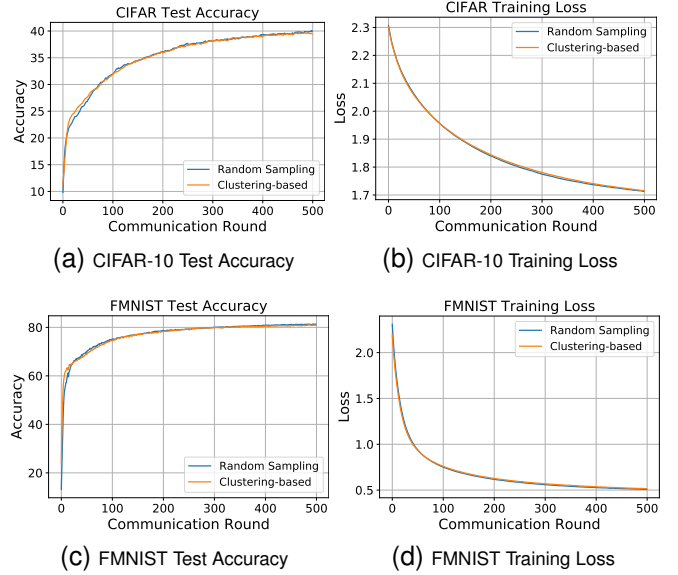 CIFAR Test Accuracy
40
35
30
25
20
15
10
Accuracy
Random Sampling
Clustering-based
0 100 200 300 400 500
Communication Round
(a) CIFAR-10 Test Accuracy
CIFAR Training Loss
2.3
2.2
2.1
2.0
1.9
1.8
1.7
Loss
Random Sampling
Clustering-based
0 100 200 300 400 500
Communication Round
(b) CIFAR-10 Training Loss
FMNIST Test Accuracy
80
60
40
20
Accuracy
Random Sampling
Clustering-based
0 100 200 300 400 500
Communication Round
(c) FMNIST Test Accuracy
FMNIST Training Loss
2.0
1.5
1.0
0.5
Loss
Random Sampling
Clustering-based
0 100 200 300 400 500
Communication Round
(d) FMNIST Training Loss